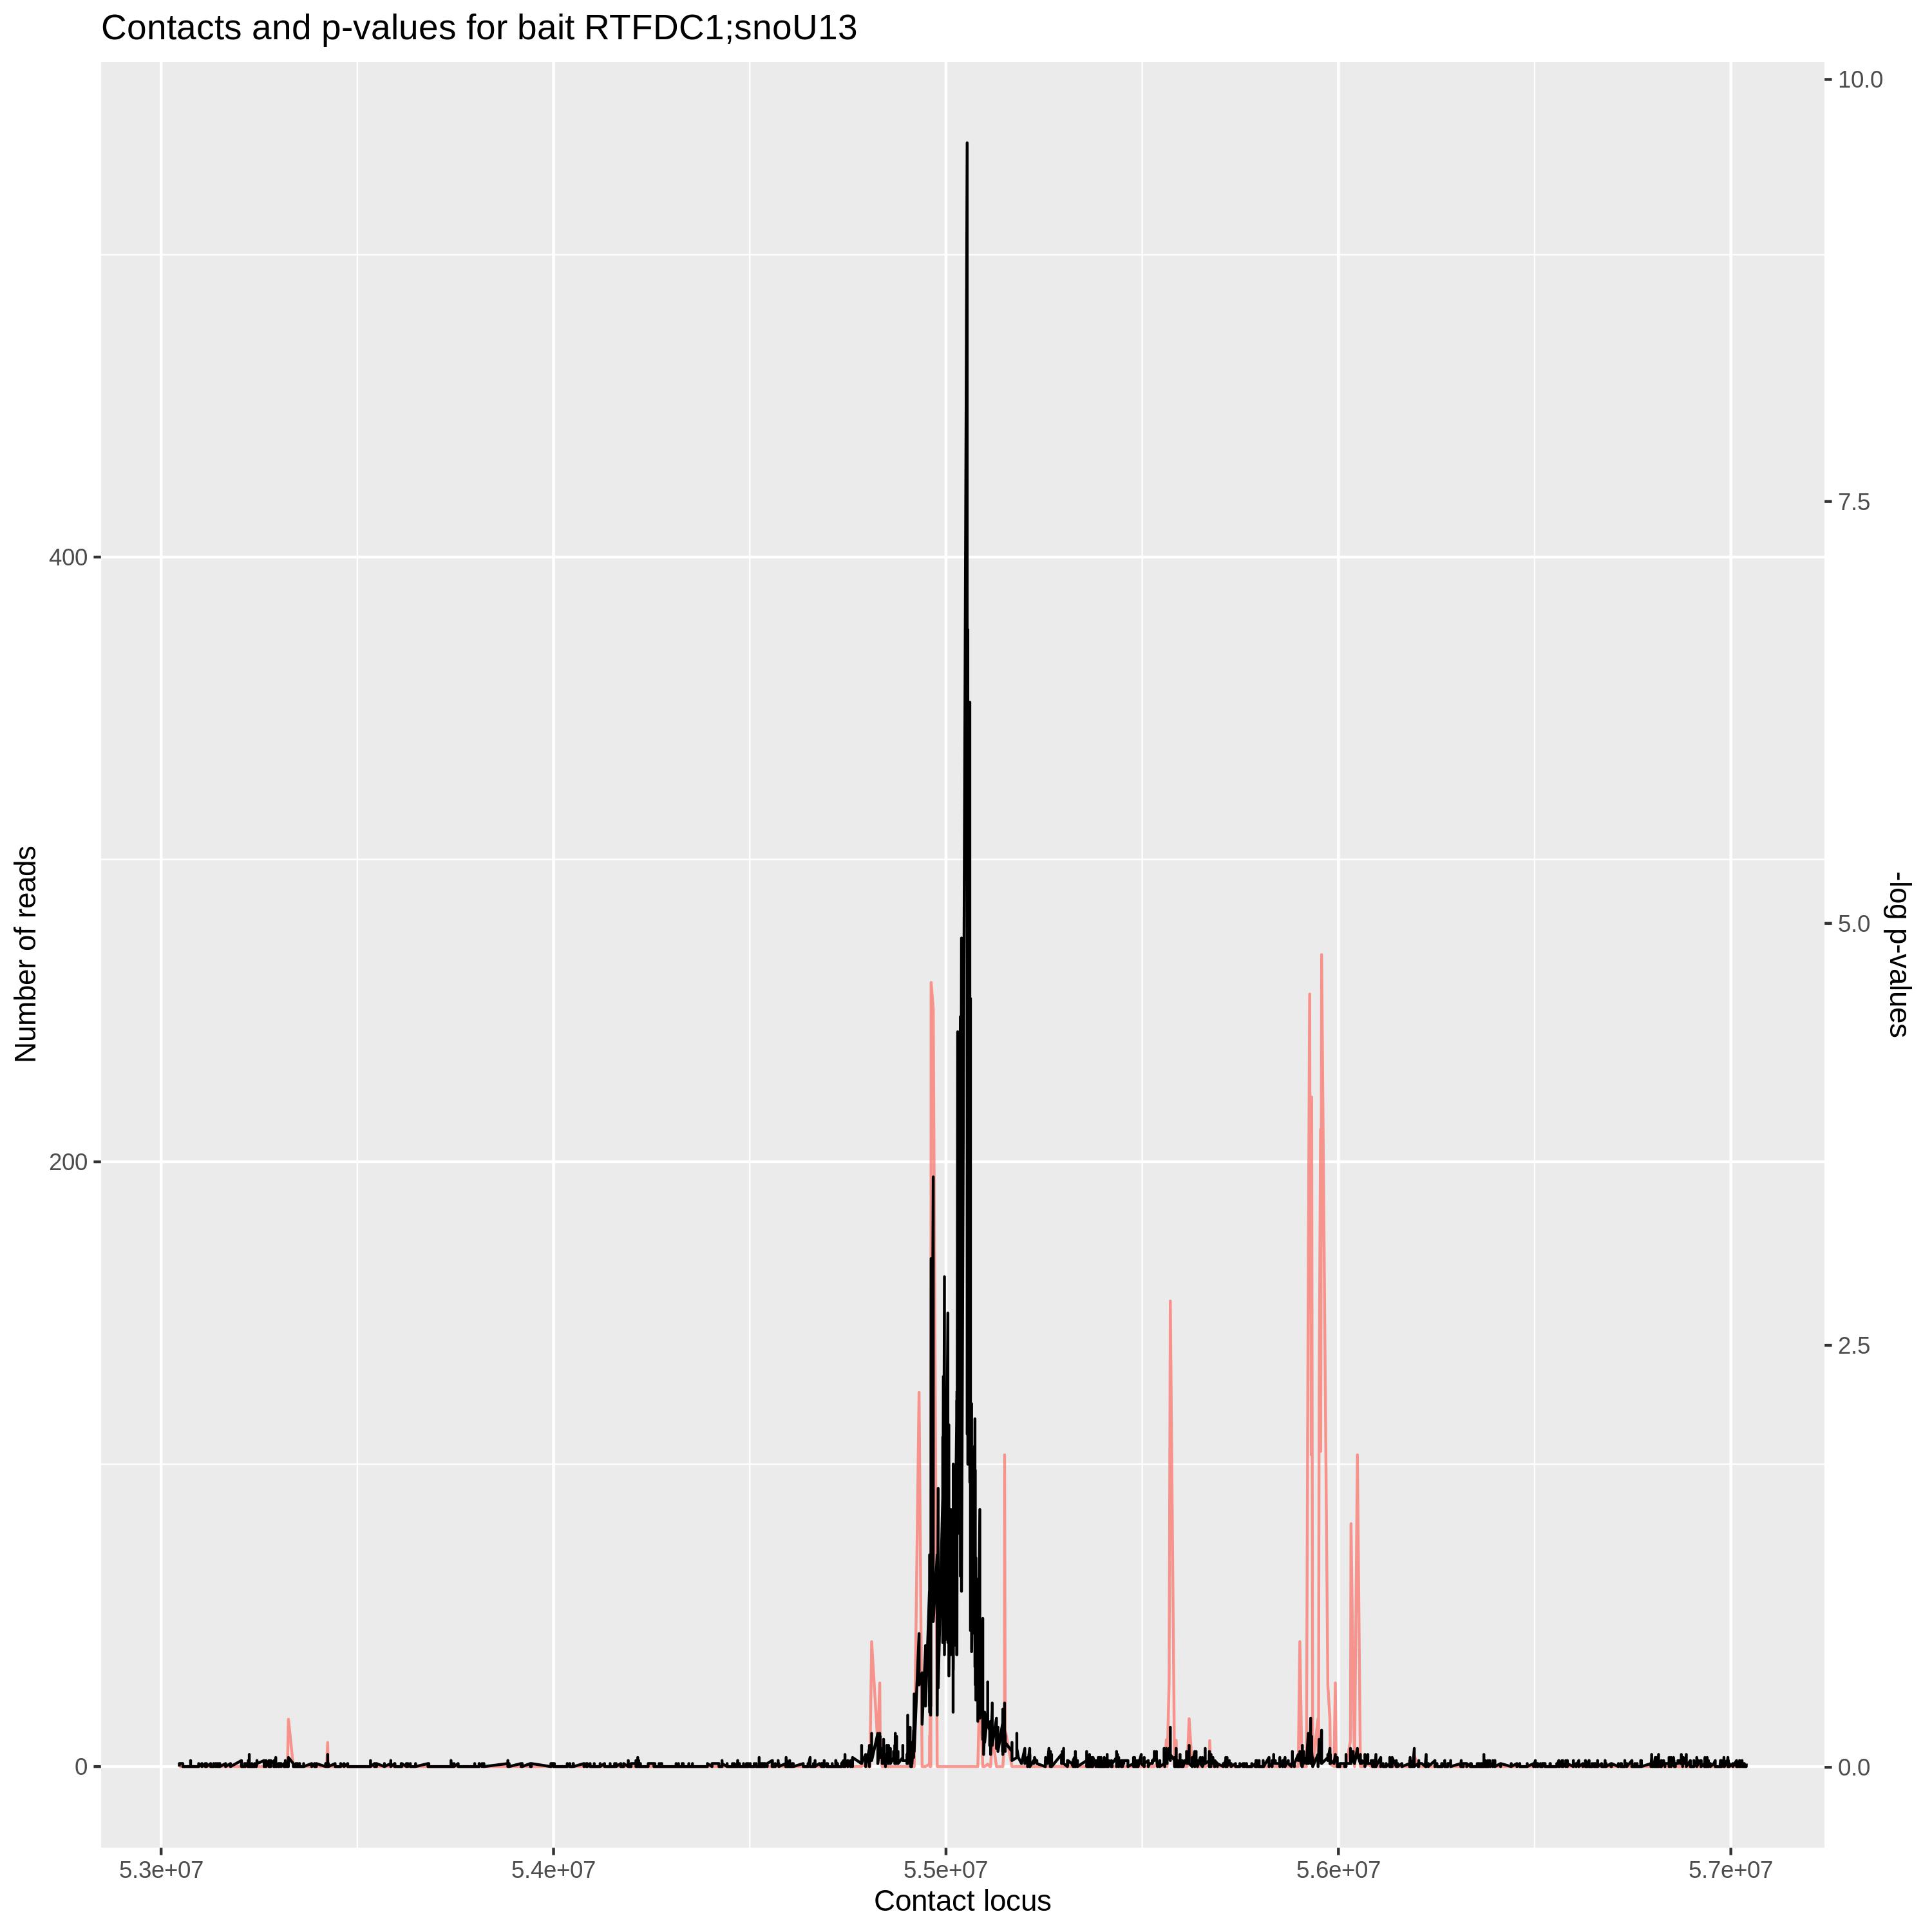 Contacts and p-values for bait RTFDC1;snoU13
10.0
7.5
400
5.0
Number of reads
-log p-values
200
2.5
0
0.0
5.3e+07
5.4e+07
5.5e+07
5.6e+07
5.7e+07
Contact locus